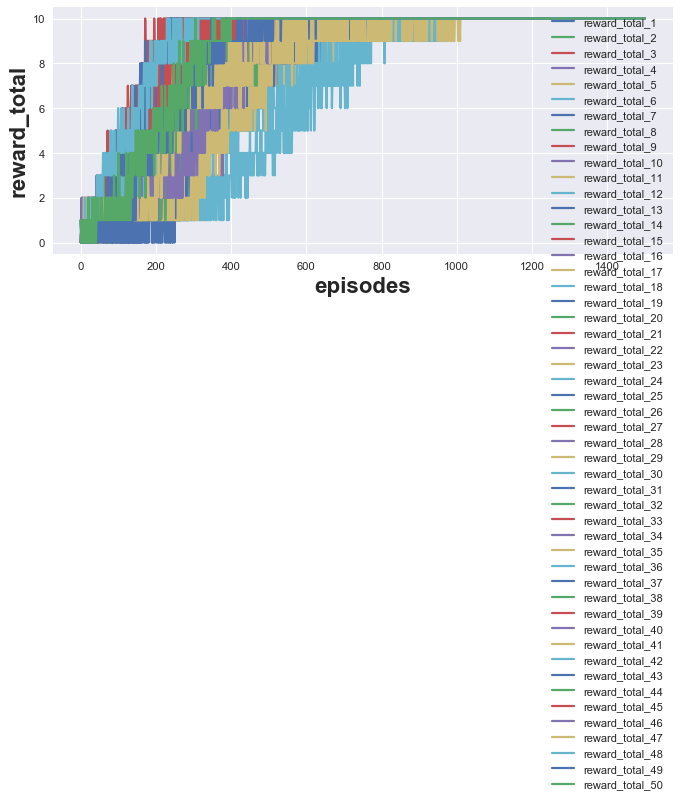 reward_total
10
8
6
4
2
0
0
200
400
600
800
1000
1200
1400
episodes
reward_total_1
reward_total_2
reward_total_3
reward_total_4
reward_total_5
reward_total_6
reward_total_7
reward_total_8
reward_total_9
reward_total_10
reward_total_11
reward_total_12
reward_total_13
reward_total_14
reward_total_15
reward_total_16
reward_total_17
reward_total_18
reward_total_19
reward_total_20
reward_total_21
reward_total_22
reward_total_23
reward_total_24
reward_total_25
reward_total_26
reward_total_27
reward_total_28
reward_total_29
reward_total_30
reward_total_31
reward_total_32
reward_total_33
reward_total_34
reward_total_35
reward_total_36
reward_total_37
reward_total_38
reward_total_39
reward_total_40
reward_total_41
reward_total_42
reward_total_43
reward_total_44
reward_total_45
reward_total_46
reward_total_47
reward_total_48
reward_total_49
reward_total_50